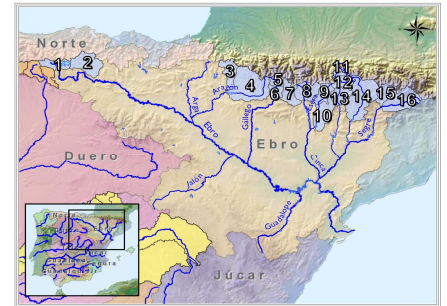 Norte
1 2 3 4 5 6 7 8 9 10 11 12 13 14 15 16
Aragón
Arga
Ebro
Gállego
Segre
Cinca
Ebro
Duero
Jalón
Guadalope
Júcar